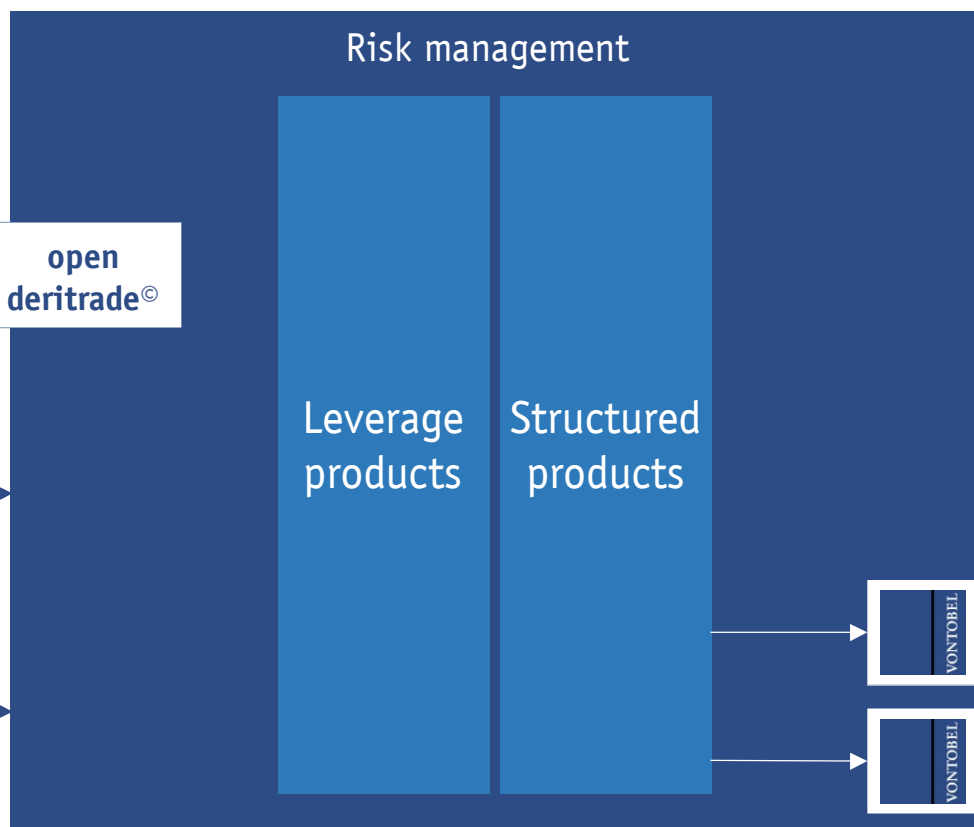 Risk management
open
deritrade©
Leverage
products
Structured
products
VONTOBEL
VONTOBEL